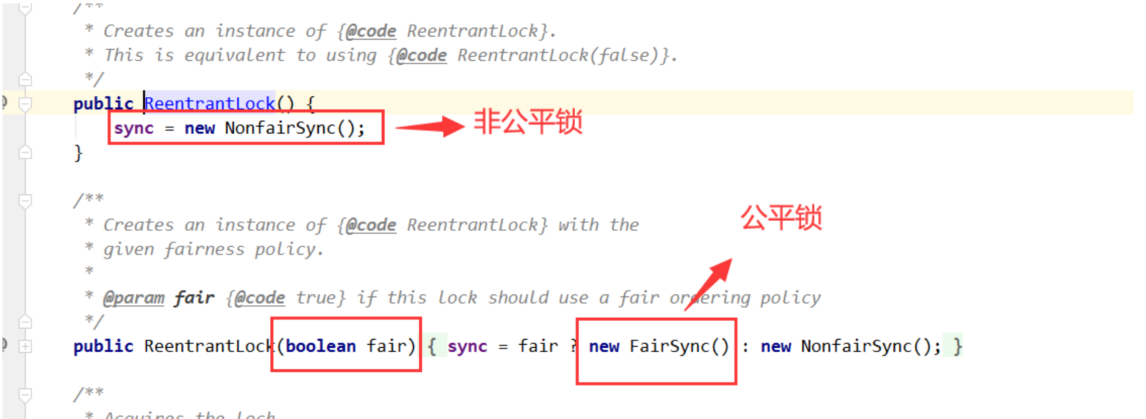 /**
* Creates an instance of {@code ReentrantLock}.
* This is equivalent to using {@code ReentrantLock(false)}.
*/
public ReentrantLock() {
sync = new NonfairSync();
非公平锁
}
/**
* Creates an instance of {@code ReentrantLock} with the
* given fairness policy.
公平锁
*
* @param fair {@code true} if this lock should use a fair ordering policy
*/
public ReentrantLock(boolean fair) { sync = fair ? new FairSync() : new NonfairSync(); }
/**
* Acquires the lock